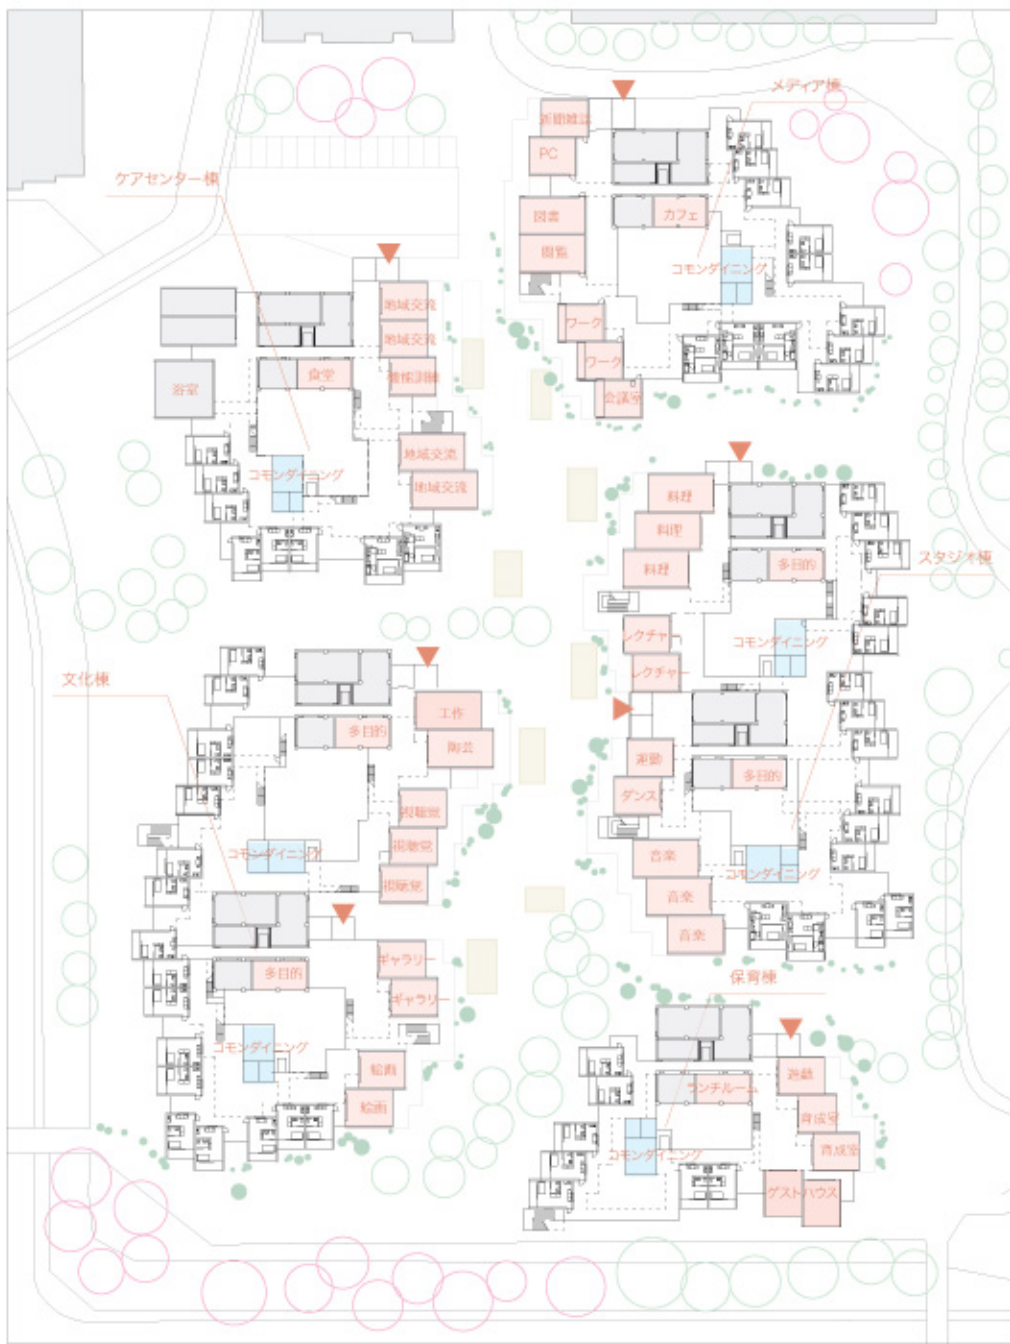 メディア棟
新聞雑誌
PC
図書
カフェ
閲覧
コモンダイニング
ワーク
ワーク
会議室
ケアセンター棟
地域交流
地域交流
食堂
機能訓練
浴室
地域交流
コモンダイニング
地域交流
料理
料理
料理
多目的
スタジオ棟
レクチャー
コモンダイニング
レクチャー
運動
多目的
ダンス
音楽
コモンダイニング
音楽
音楽
文化棟
工作
多目的
陶芸
視聴覚
視聴覚
コモンダイニング
視聴覚
ギャラリー
多目的
ギャラリー
コモンダイニング
絵画
絵画
保育棟
遊戯
ランチルーム
育成室
育成室
コモンダイニング
ゲストハウス